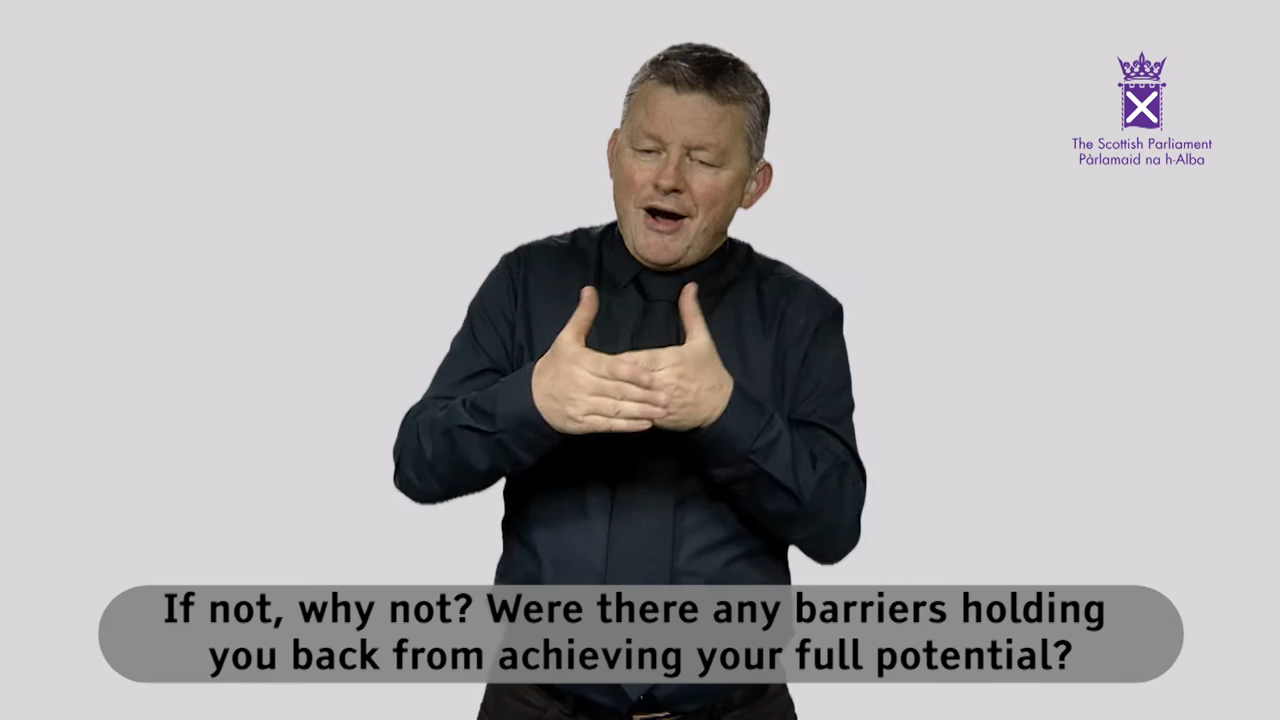 The Scottish Parliament
Pàrlamaid na h-Alba
If not, why not? Were there any barriers holding
you back from achieving your full potential?